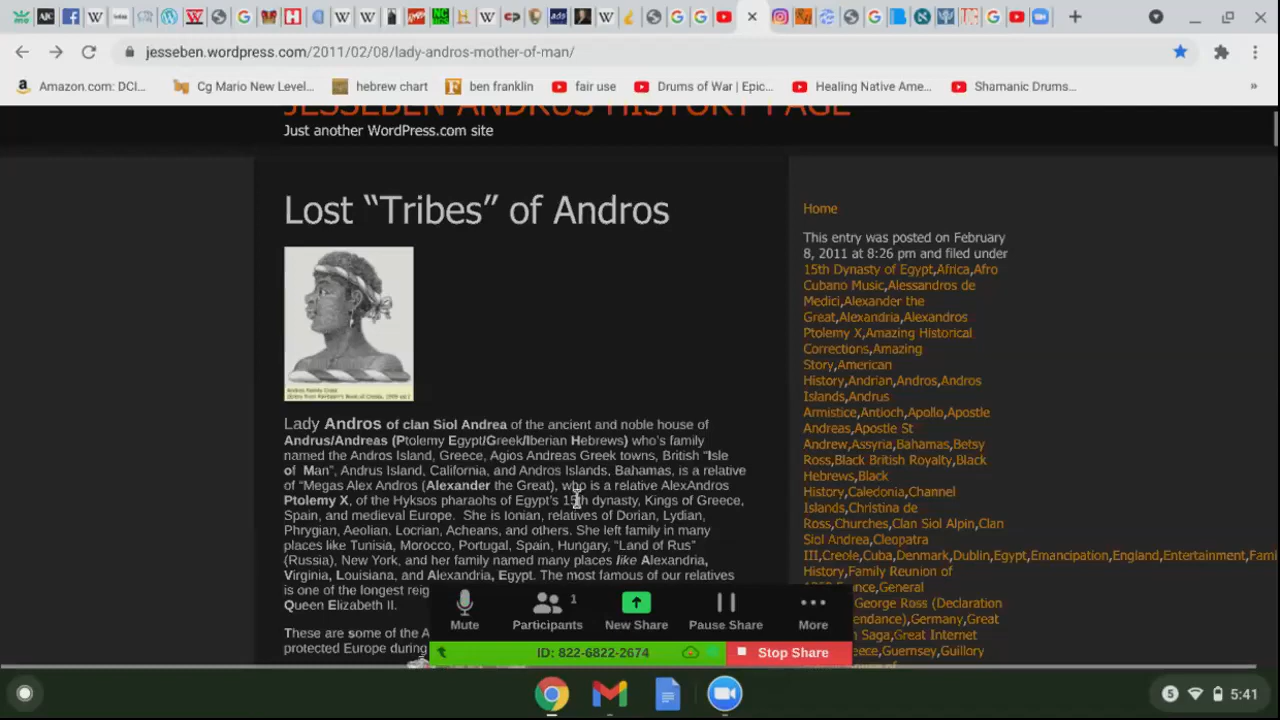 jesseben.wordpress.com/2011/02/08/lady-andros-mother-of-man/
Amazon.com: DCI...
Cg Mario New Level...
hebrew chart
ben franklin
fair use
Drums of War | Epic...
Healing Native Ame...
Shamanic Drums...
»
JESSEBEN ANDRUS HISTORY PAGE
Just another WordPress.com site
Lost “Tribes” of Andros
Andros Family Crest
Lady Andros of clan Siol Andrea of the ancient and noble house of
Andrus/Andreas (Ptolemy Egypt/Greek/Iberian Hebrews) who’s family
named the Andros Island, Greece, Agios Andreas Greek towns, British “Isle
of Man”, Andrus Island, California, and Andros Islands, Bahamas, is a relative
of “Megas Alex Andros (Alexander the Great), who is a relative AlexAndros
Ptolemy X, of the Hyksos pharaohs of Egypt’s 15th dynasty, Kings of Greece,
Spain, and medieval Europe. She is Ionian, relatives of Dorian, Lydian,
Phrygian, Aeolian. Locrian, Acheans, and others. She left family in many
places like Tunisia, Morocco, Portugal, Spain, Hungary, “Land of Rus”
(Russia), New York, and her family named many places like Alexandria,
Virginia, Louisiana, and Alexandria, Egypt. The most famous of our relatives
is one of the longest reig
Queen Elizabeth II.
These are some of the A
protected Europe during
Home
This entry was posted on February
8, 2011 at 8:26 pm and filed under
15th Dynasty of Egypt,Africa,Afro
Cubano Music,Alessandros de
Medici,Alexander the
Great,Alexandria,Alexandros
Ptolemy X,Amazing Historical
Corrections,Amazing
Story,American
History,Andrian,Andros,Andros
Islands,Andrus
Armistice,Antioch,Apollo,Apostle
Andreas,Apostle St
Andrew,Assyria,Bahamas,Betsy
Ross,Black British Royalty,Black
Hebrews,Black
History,Caledonia,Channel
Islands,Christina de
Ross,Churches,Clan Siol Alpin,Clan
Siol Andrea,Cleopatra
III,Creole,Cuba,Denmark,Dublin,Egypt,Emancipation,England,Entertainment,Fami
History,Family Reunion of
France,General
George Ross (Declaration
endance),Germany,Great
n Saga,Great Internet
eece,Guernsey,Guillory
Mute
Participants
1
New Share
Pause Share
More
ID: 822-6822-2674
Stop Share
5
5:41